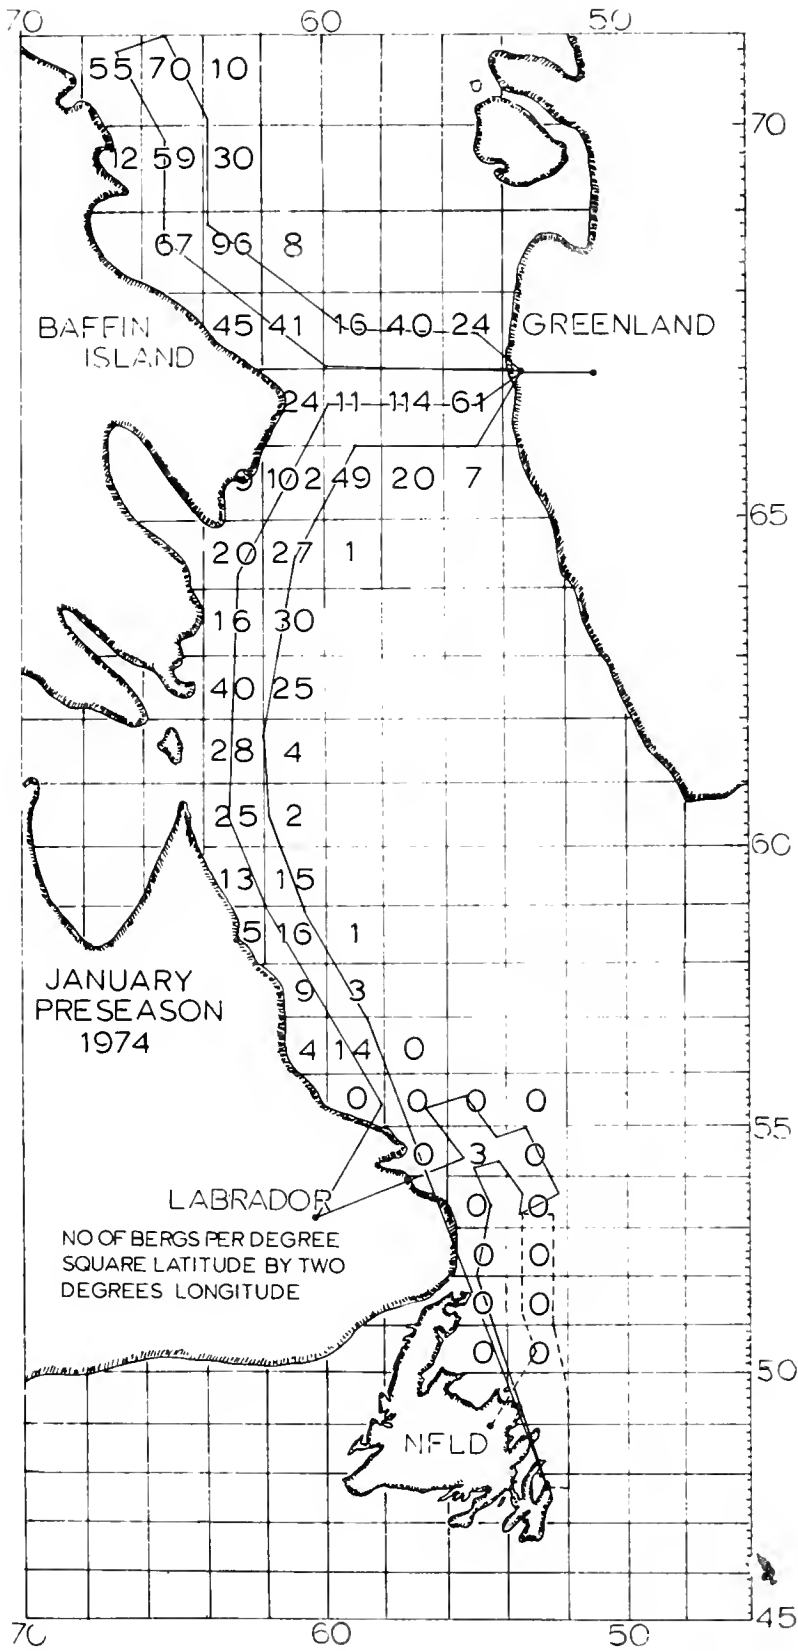 70 60 50
55 70 10
70
12 59 30
67 96 8
BAFFIN
ISLAND
45 41 16 40 24
GREENLAND
24 11 114 61
9 102 49 20 7
65
20 27 1
16 30
40 25
28 4
25 2
60
13 15
5 16 1
JANUARY
PRESEASON
1974
9 3
4 14 0
0 0 0 0
55
0 3 0
LABRADOR
0 0
NO OF BERGS PER DEGREE
SQUARE LATITUDE BY TWO
DEGREES LONGITUDE
0 0
0 0
0 0
50
NFLD
45
70 60 50